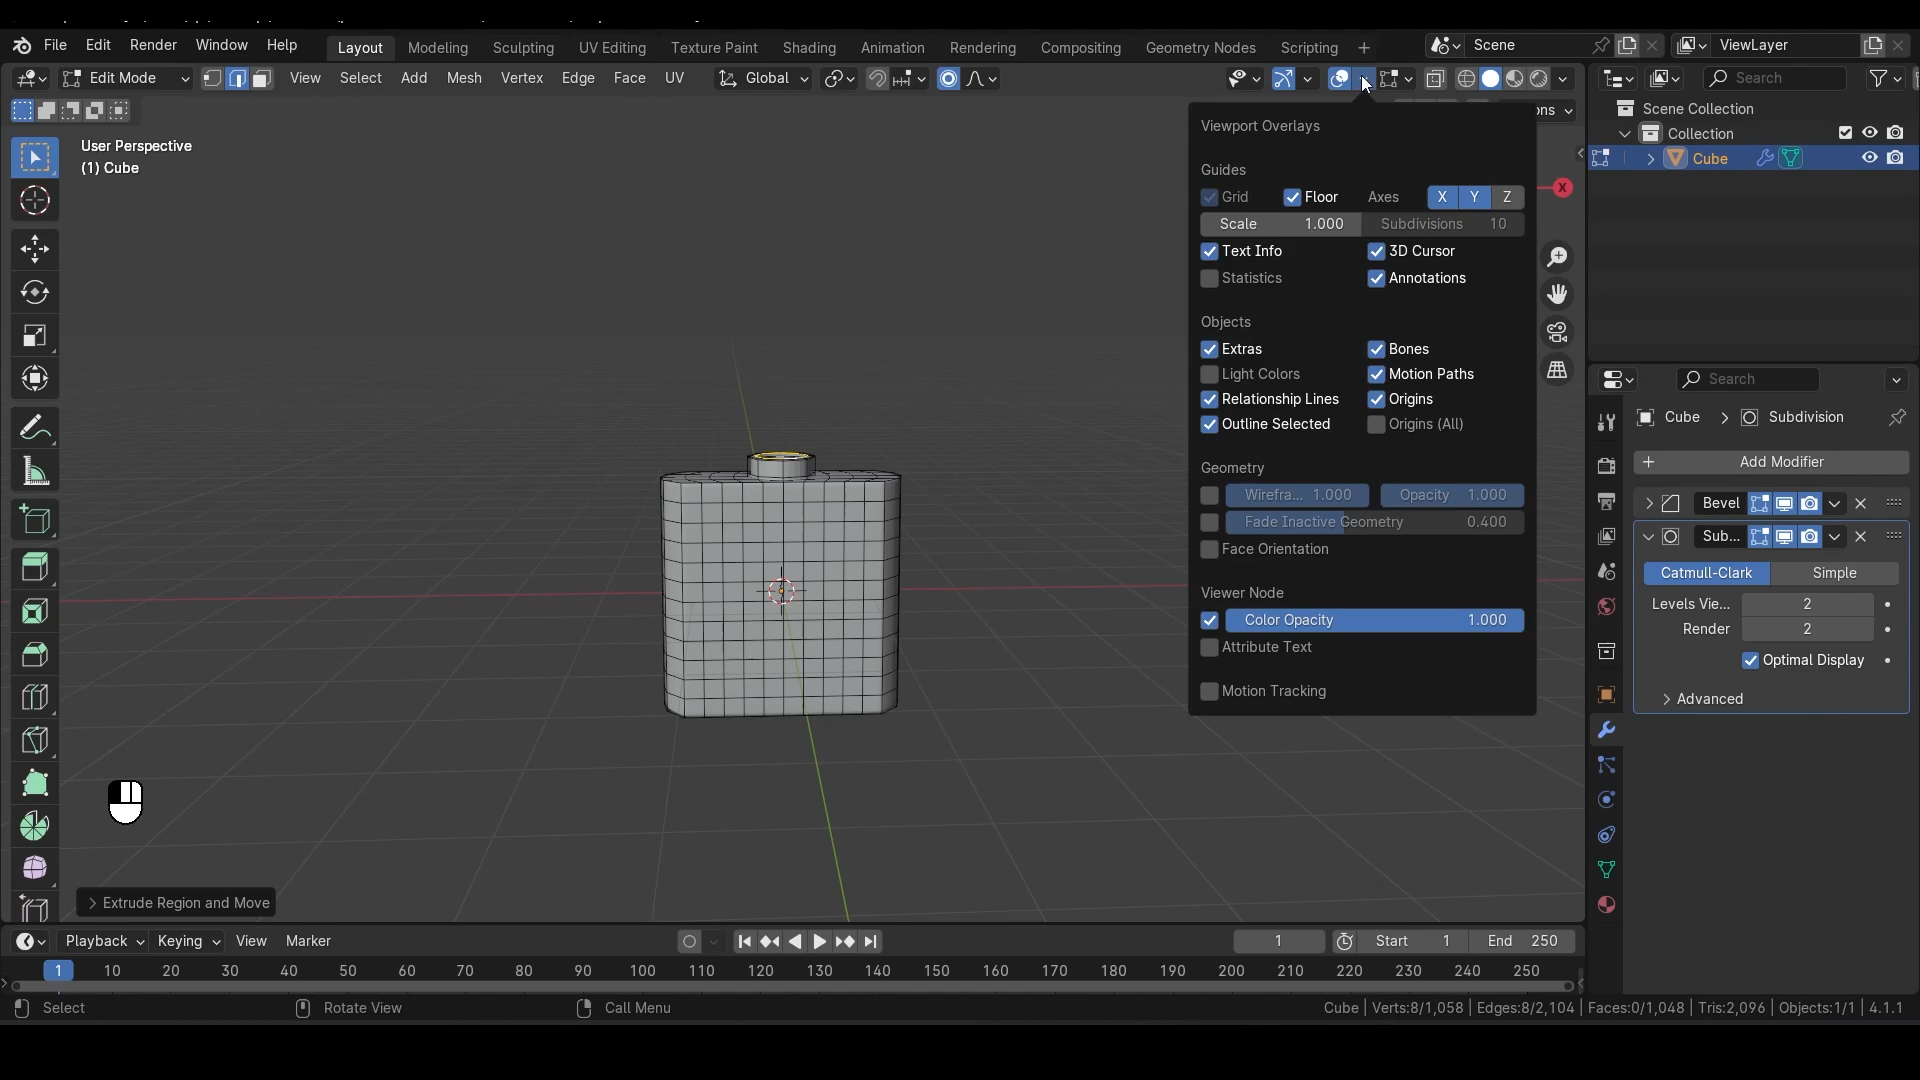 File Edit Render Window Help Layout Modeling Sculpting UV Editing Texture Paint Shading Animation Rendering Compositing Geometry Nodes Scripting + Scene ViewLayer
Edit Mode View Select Add Mesh Vertex Edge Face UV Global Search
ons
User Perspective
(1) Cube
Viewport Overlays
Guides
Grid Floor Axes X Y Z
Scale 1.000 Subdivisions 10
Text Info 3D Cursor
Statistics Annotations
Objects
Extras Bones
Light Colors Motion Paths
Relationship Lines Origins
Outline Selected Origins (All)
Geometry
Wirefra... 1.000 Opacity 1.000
Fade Inactive Geometry 0.400
Face Orientation
Viewer Node
Color Opacity 1.000
Attribute Text
Motion Tracking
X
Scene Collection
Collection
Cube
Search
Cube > Subdivision
+ Add Modifier
Bevel
Sub...
Catmull-Clark Simple
Levels Vie... 2
Render 2
Optimal Display
Advanced
Extrude Region and Move
Playback Keying View Marker 1 Start 1 End 250
1 10 20 30 40 50 60 70 80 90 100 110 120 130 140 150 160 170 180 190 200 210 220 230 240 250
Select Rotate View Call Menu Cube | Verts:8/1,058 | Edges:8/2,104 | Faces:0/1,048 | Tris:2,096 | Objects:1/1 | 4.1.1